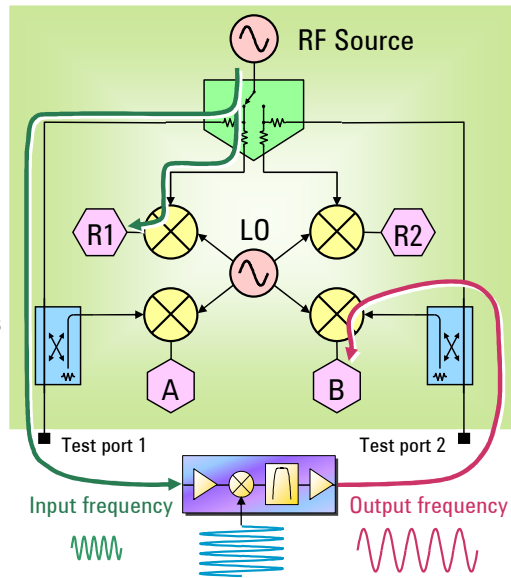 RF Source
R1
LO
R2
A
B
Test port 1
Test port 2
Input frequency
Output frequency